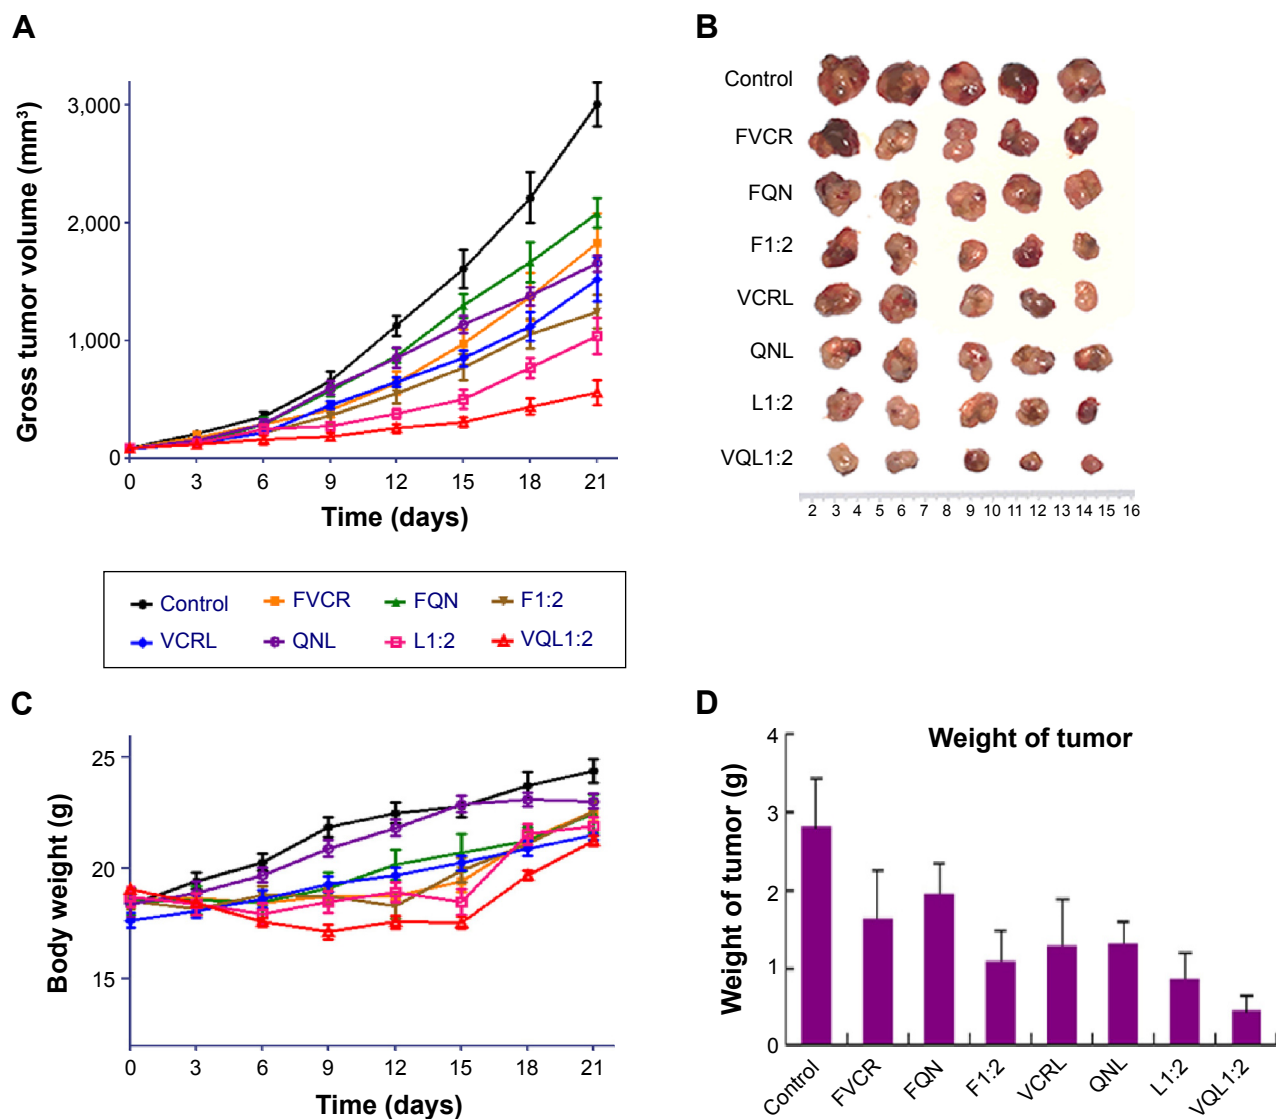 A
Gross tumor volume (mm³)
3,000
2,000
1,000
0
0 3 6 9 12 15 18 21
Time (days)
B
Control
FVCR
FQN
F1:2
VCRL
QNL
L1:2
VQL1:2
2 3 4 5 6 7 8 9 10 11 12 13 14 15 16
Control FVCR FQN F1:2
VCRL QNL L1:2 VQL1:2
C
Body weight (g)
25
20
15
0 3 6 9 12 15 18 21
Time (days)
D
Weight of tumor
Weight of tumor (g)
4
3
2
1
0
Control FVCR FQN F1:2 VCRL QNL L1:2 VQL1:2